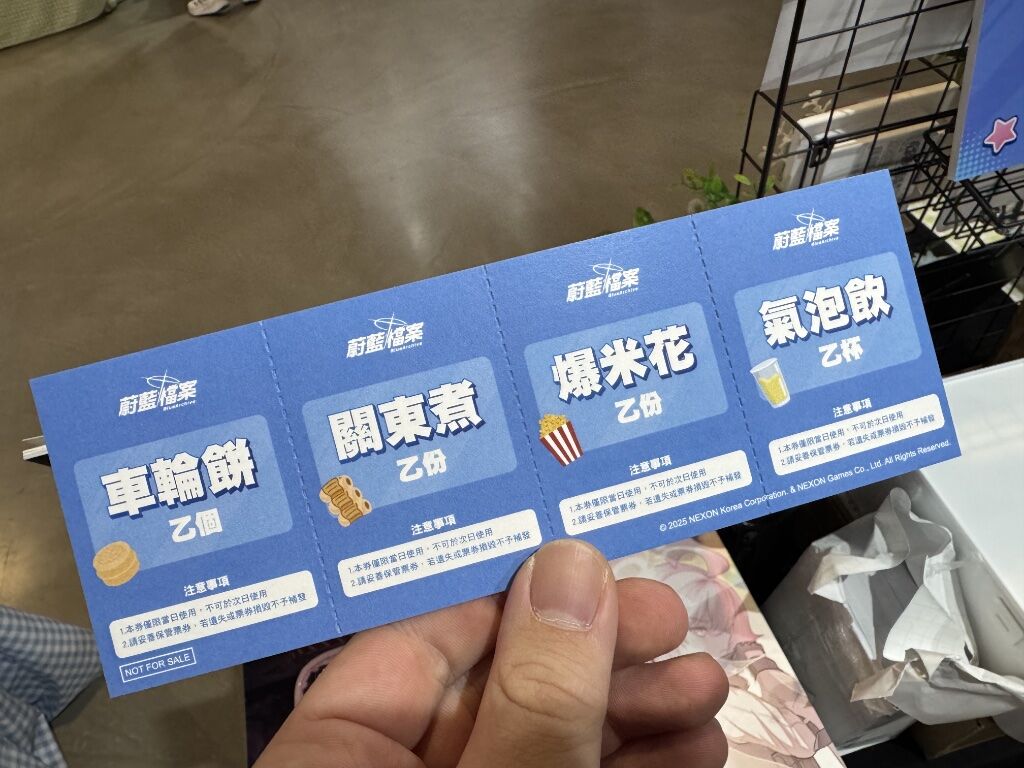 蔚藍檔案
BlueArchive
車輪餅
乙個
注意事項
1.本券僅限當日使用，不可於次日使用
2.請妥善保管票券，若遺失或票券損毀不予補發
NOT FOR SALE
蔚藍檔案
BlueArchive
關東煮
乙份
注意事項
1.本券僅限當日使用，不可於次日使用
2.請妥善保管票券，若遺失或票券損毀不予補發
蔚藍檔案
BlueArchive
爆米花
乙份
注意事項
1.本券僅限當日使用，不可於次日使用
2.請妥善保管票券，若遺失或票券損毀不予補發
蔚藍檔案
BlueArchive
氣泡飲
乙杯
注意事項
1.本券僅限當日使用，不可於次日使用
2.請妥善保管票券，若遺失或票券損毀不予補發
© 2025 NEXON Korea Corporation. & NEXON Games Co., Ltd. All Rights Reserved.